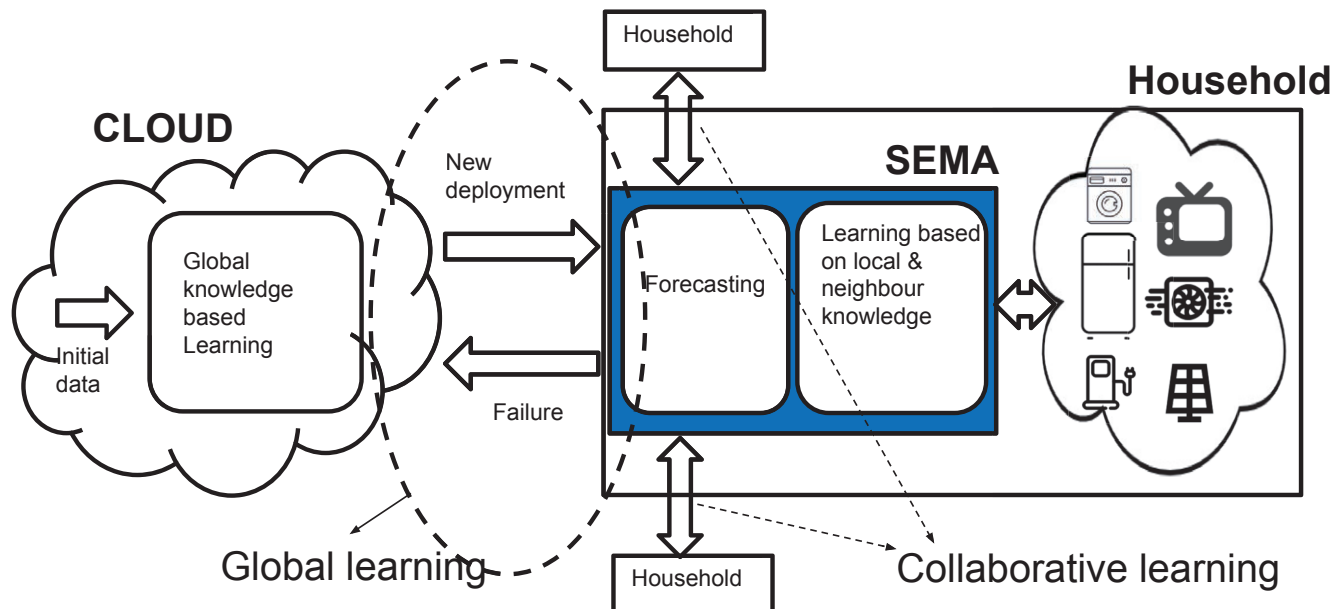 Household
Household
CLOUD
SEMA
New
deployment
Global
knowledge
based
Learning
Initial
data
Forecasting
Learning based
on local &
neighbour
knowledge
Failure
Global learning
Household
Collaborative learning